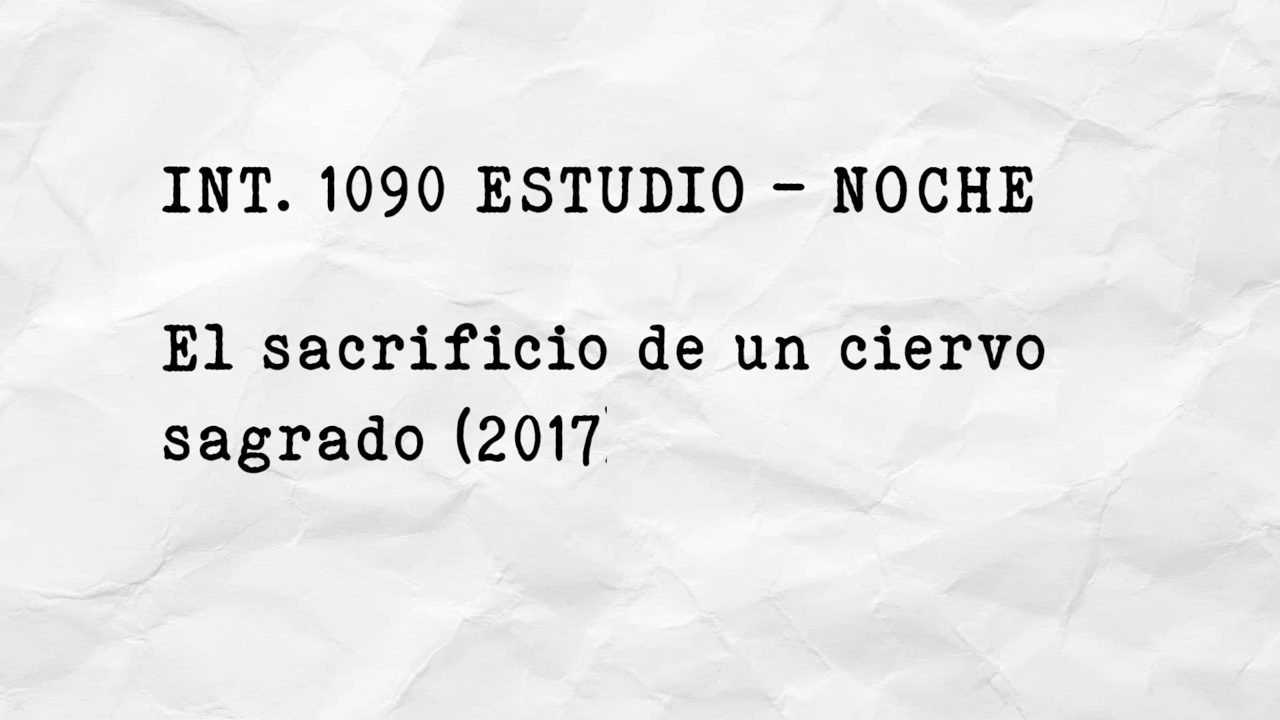 INT. 1090 ESTUDIO - NOCHE
El sacrificio de un ciervo
sagrado (2017)